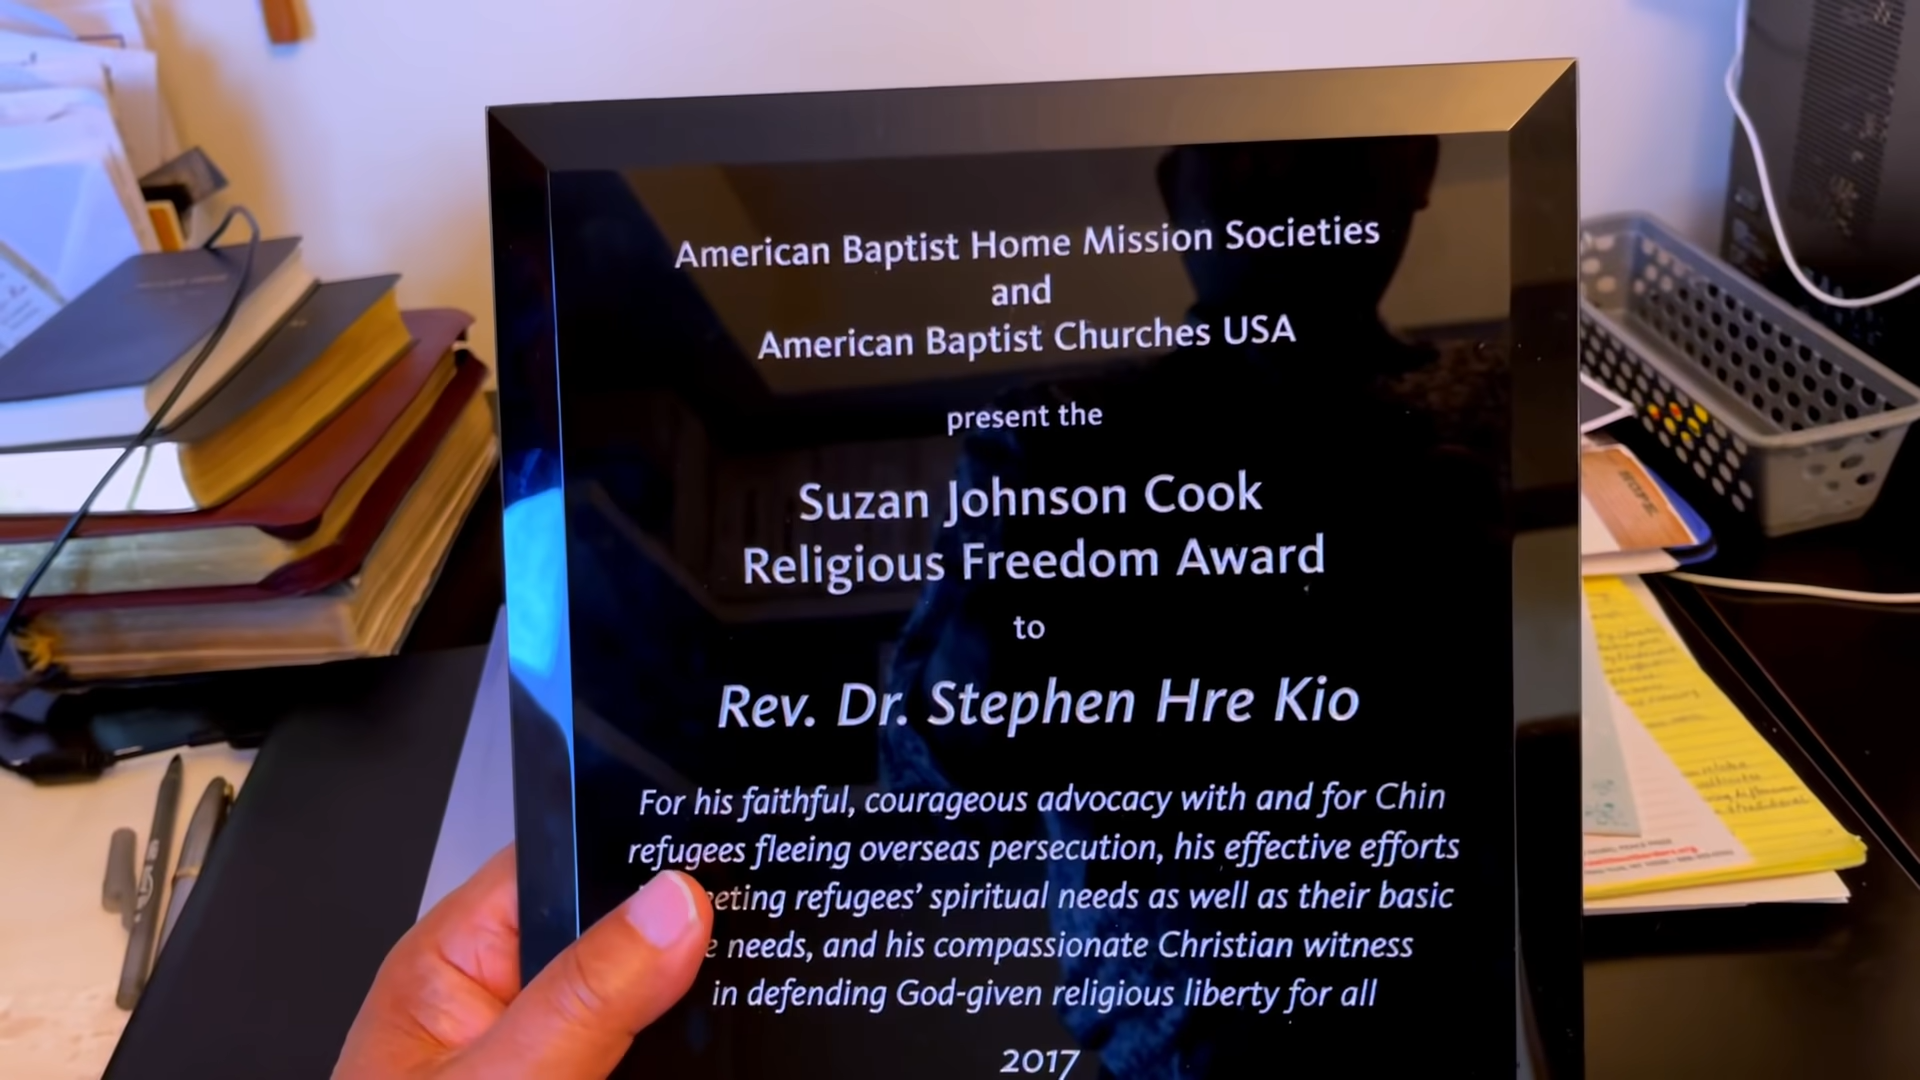 American Baptist Home Mission Societies
and
American Baptist Churches USA
present the
Suzan Johnson Cook
Religious Freedom Award
to
Rev. Dr. Stephen Hre Kio
For his faithful, courageous advocacy with and for Chin
refugees fleeing overseas persecution, his effective efforts
refugees' spiritual needs as well as their basic
needs, and his compassionate Christian witness
in defending God-given religious liberty for all
2017